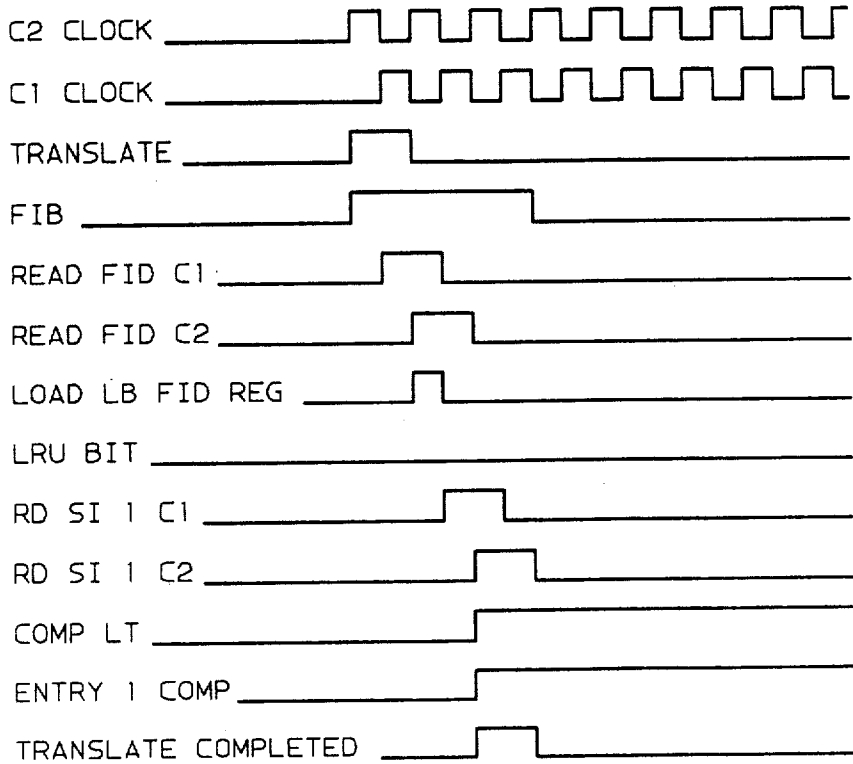 C2 CLOCK
C1 CLOCK
TRANSLATE
FIB
READ FID C1
READ FID C2
LOAD LB FID REG
LRU BIT
RD SI 1 C1
RD SI 1 C2
COMP LT
ENTRY 1 COMP
TRANSLATE COMPLETED